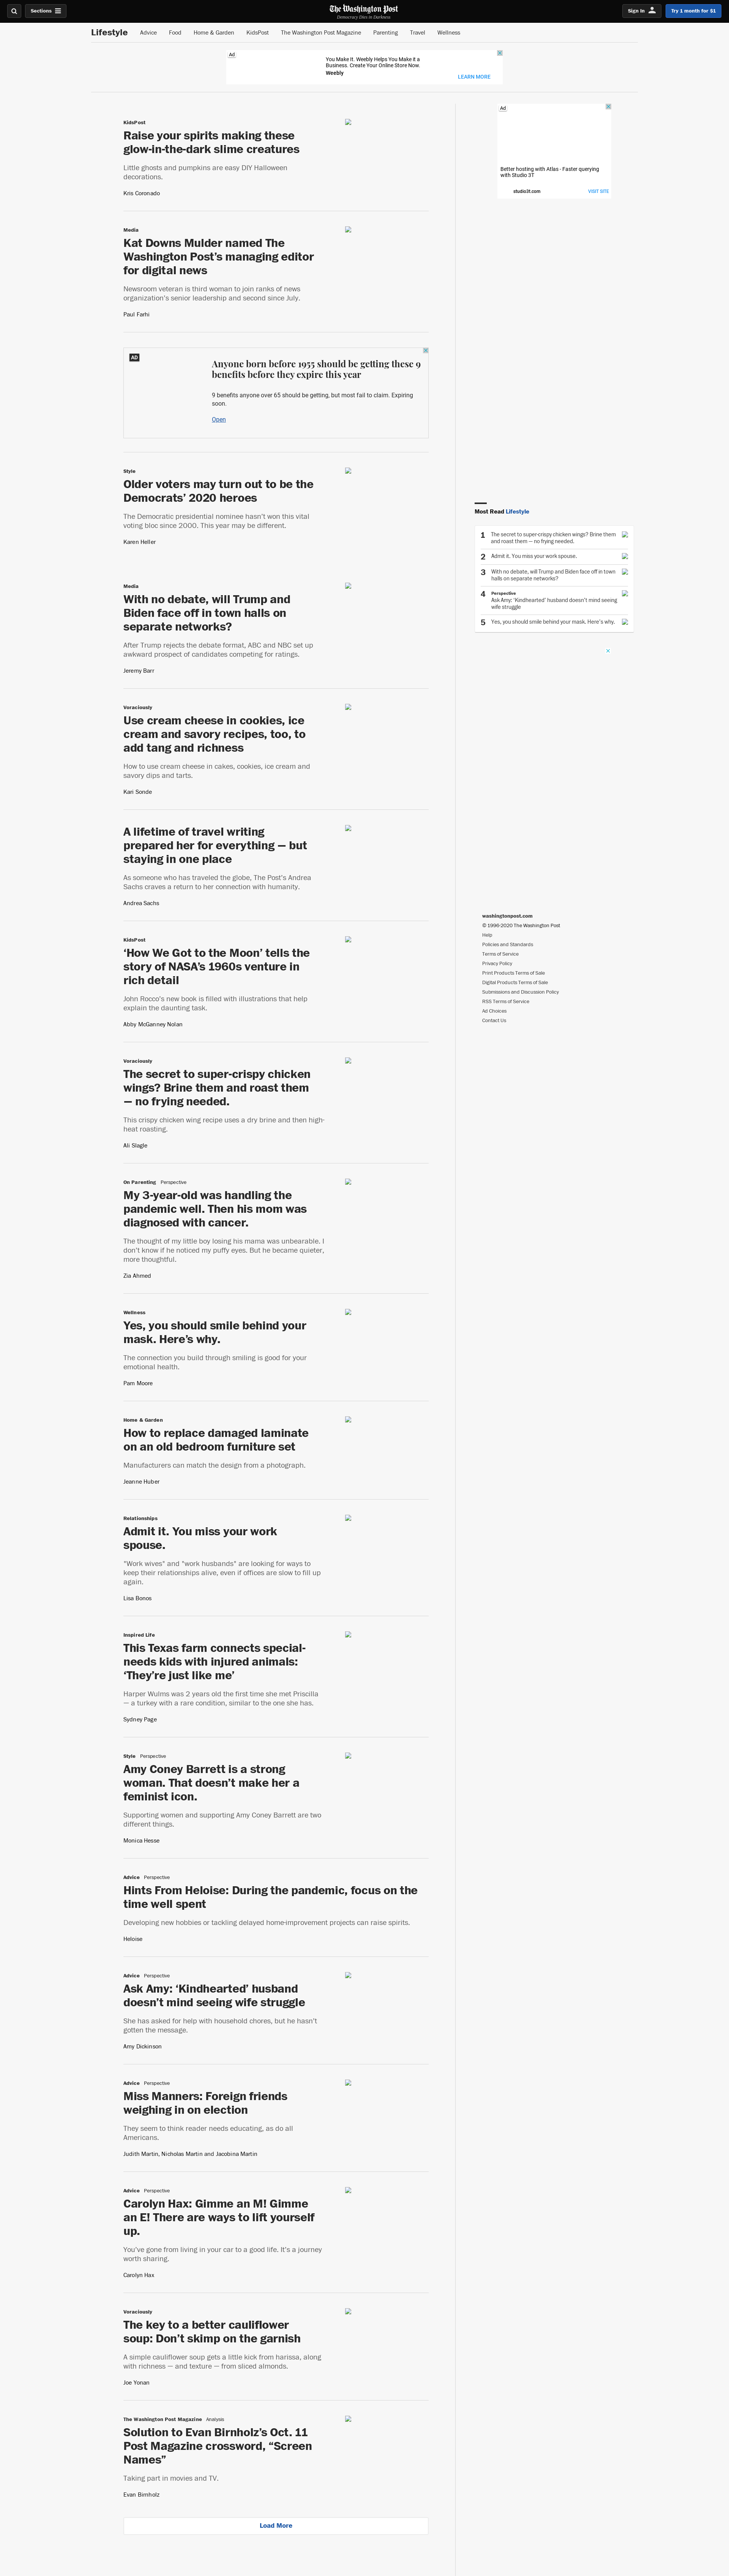 Sections
The Washington Post
Democracy Dies in Darkness
Sign In
Try 1 month for $1
Lifestyle
Advice
Food
Home & Garden
KidsPost
The Washington Post Magazine
Parenting
Travel
Wellness
Ad
You Make It. Weebly Helps You Make it a
Business. Create Your Online Store Now.
Weebly
LEARN MORE
KidsPost
Raise your spirits making these
glow-in-the-dark slime creatures
Little ghosts and pumpkins are easy DIY Halloween
decorations.
Kris Coronado
Media
Kat Downs Mulder named The
Washington Post’s managing editor
for digital news
Newsroom veteran is third woman to join ranks of news
organization’s senior leadership and second since July.
Paul Farhi
AD
Anyone born before 1955 should be getting these 9
benefits before they expire this year
9 benefits anyone over 65 should be getting, but most fail to claim. Expiring
soon.
Open
Style
Older voters may turn out to be the
Democrats’ 2020 heroes
The Democratic presidential nominee hasn’t won this vital
voting bloc since 2000. This year may be different.
Karen Heller
Media
With no debate, will Trump and
Biden face off in town halls on
separate networks?
After Trump rejects the debate format, ABC and NBC set up
awkward prospect of candidates competing for ratings.
Jeremy Barr
Voraciously
Use cream cheese in cookies, ice
cream and savory recipes, too, to
add tang and richness
How to use cream cheese in cakes, cookies, ice cream and
savory dips and tarts.
Kari Sonde
A lifetime of travel writing
prepared her for everything — but
staying in one place
As someone who has traveled the globe, The Post’s Andrea
Sachs craves a return to her connection with humanity.
Andrea Sachs
KidsPost
‘How We Got to the Moon’ tells the
story of NASA’s 1960s venture in
rich detail
John Rocco’s new book is filled with illustrations that help
explain the daunting task.
Abby McGanney Nolan
Voraciously
The secret to super-crispy chicken
wings? Brine them and roast them
— no frying needed.
This crispy chicken wing recipe uses a dry brine and then high-
heat roasting.
Ali Slagle
On Parenting Perspective
My 3-year-old was handling the
pandemic well. Then his mom was
diagnosed with cancer.
The thought of my little boy losing his mama was unbearable. I
don’t know if he noticed my puffy eyes. But he became quieter,
more thoughtful.
Zia Ahmed
Wellness
Yes, you should smile behind your
mask. Here’s why.
The connection you build through smiling is good for your
emotional health.
Pam Moore
Home & Garden
How to replace damaged laminate
on an old bedroom furniture set
Manufacturers can match the design from a photograph.
Jeanne Huber
Relationships
Admit it. You miss your work
spouse.
"Work wives" and "work husbands" are looking for ways to
keep their relationships alive, even if offices are slow to fill up
again.
Lisa Bonos
Inspired Life
This Texas farm connects special-
needs kids with injured animals:
‘They’re just like me’
Harper Wulms was 2 years old the first time she met Priscilla
— a turkey with a rare condition, similar to the one she has.
Sydney Page
Style Perspective
Amy Coney Barrett is a strong
woman. That doesn’t make her a
feminist icon.
Supporting women and supporting Amy Coney Barrett are two
different things.
Monica Hesse
Advice Perspective
Hints From Heloise: During the pandemic, focus on the
time well spent
Developing new hobbies or tackling delayed home-improvement projects can raise spirits.
Heloise
Advice Perspective
Ask Amy: ‘Kindhearted’ husband
doesn’t mind seeing wife struggle
She has asked for help with household chores, but he hasn’t
gotten the message.
Amy Dickinson
Advice Perspective
Miss Manners: Foreign friends
weighing in on election
They seem to think reader needs educating, as do all
Americans.
Judith Martin, Nicholas Martin and Jacobina Martin
Advice Perspective
Carolyn Hax: Gimme an M! Gimme
an E! There are ways to lift yourself
up.
You’ve gone from living in your car to a good life. It’s a journey
worth sharing.
Carolyn Hax
Voraciously
The key to a better cauliflower
soup: Don’t skimp on the garnish
A simple cauliflower soup gets a little kick from harissa, along
with richness — and texture — from sliced almonds.
Joe Yonan
The Washington Post Magazine Analysis
Solution to Evan Birnholz’s Oct. 11
Post Magazine crossword, “Screen
Names”
Taking part in movies and TV.
Evan Birnholz
Load More
Ad
Better hosting with Atlas - Faster querying
with Studio 3T
studio3t.com
VISIT SITE
Most Read Lifestyle
1 The secret to super-crispy chicken wings? Brine them
and roast them — no frying needed.
2 Admit it. You miss your work spouse.
3 With no debate, will Trump and Biden face off in town
halls on separate networks?
4 Perspective
Ask Amy: ‘Kindhearted’ husband doesn’t mind seeing
wife struggle
5 Yes, you should smile behind your mask. Here’s why.
washingtonpost.com
© 1996-2020 The Washington Post
Help
Policies and Standards
Terms of Service
Privacy Policy
Print Products Terms of Sale
Digital Products Terms of Sale
Submissions and Discussion Policy
RSS Terms of Service
Ad Choices
Contact Us